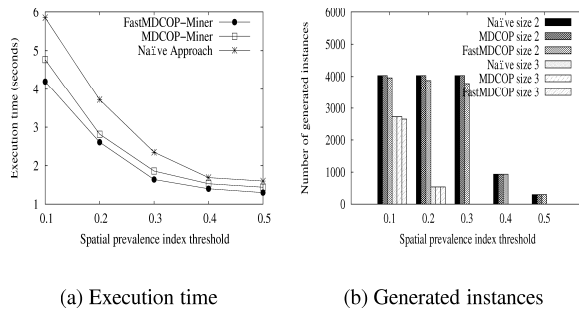 FastMDCOP-Miner
MDCOP-Miner
Naïve Approach
Execution time (seconds)
6
5
4
3
2
1
0.1 0.2 0.3 0.4 0.5
Spatial prevalence index threshold
(a) Execution time
Naïve size 2
MDCOP size 2
FastMDCOP size 2
Naïve size 3
MDCOP size 3
FastMDCOP size 3
Number of generated instances
6000
5000
4000
3000
2000
1000
0
0.1 0.2 0.3 0.4 0.5
Spatial prevalence index threshold
(b) Generated instances